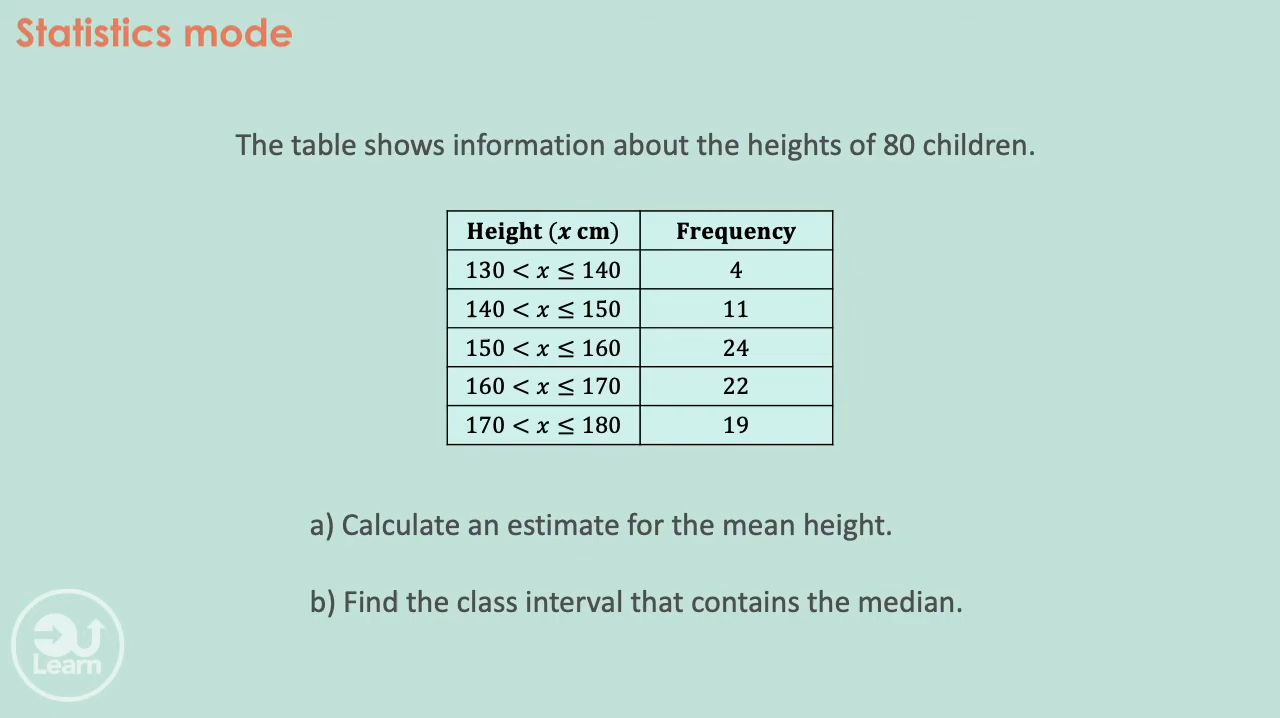 Statistics mode
The table shows information about the heights of 80 children.
Height (x cm) Frequency
130 < x ≤ 140 4
140 < x ≤ 150 11
150 < x ≤ 160 24
160 < x ≤ 170 22
170 < x ≤ 180 19
a) Calculate an estimate for the mean height.
b) Find the class interval that contains the median.
Learn